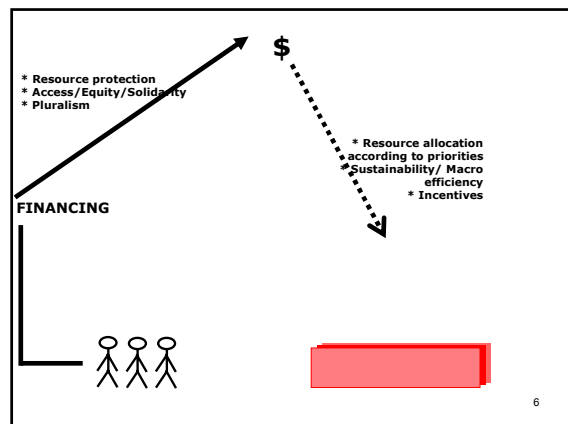 $
* Resource protection
* Access/Equity/Solidarity
* Pluralism
* Resource allocation
according to priorities
* Sustainability/ Macro
efficiency
* Incentives
FINANCING
6